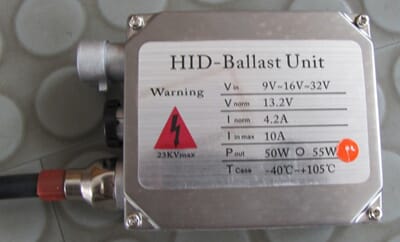 HID-Ballast Unit
Warning
23KVmax
V in 9V-16V-32V
V norm 13.2V
I norm 4.2A
I in max 10A
P out 50W O 55W
T Case -40℃-+105℃